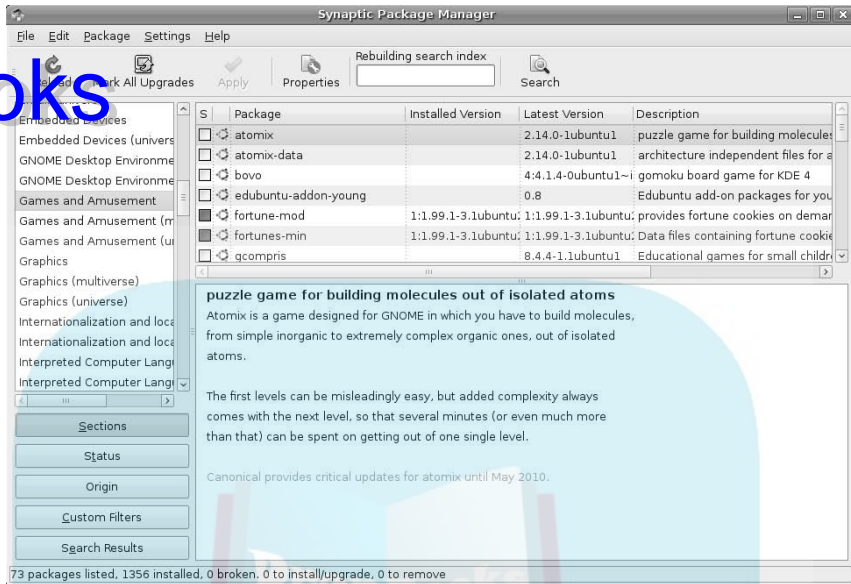 Synaptic Package Manager
File Edit Package Settings Help
Reload Mark All Upgrades Apply Properties Rebuilding search index Search
oks
S Package Installed Version Latest Version Description
Embedded Devices
Embedded Devices (univers
GNOME Desktop Environme
GNOME Desktop Environme
Games and Amusement
Games and Amusement (m
Games and Amusement (u
Graphics
Graphics (multiverse)
Graphics (universe)
Internationalization and loca
Internationalization and loca
Interpreted Computer Lang
Interpreted Computer Lang
atomix 2.14.0-1ubuntu1 puzzle game for building molecules
atomix-data 2.14.0-1ubuntu1 architecture independent files for a
bovo 4:4.1.4-0ubuntu1~i gomoku board game for KDE 4
edubuntu-addon-young 0.8 Edubuntu add-on packages for you
fortune-mod 1:1.99.1-3.1ubuntu 1:1.99.1-3.1ubuntu provides fortune cookies on deman
fortunes-min 1:1.99.1-3.1ubuntu 1:1.99.1-3.1ubuntu Data files containing fortune cookie
gcompris 8.4.4-1.1ubuntu1 Educational games for small childr
puzzle game for building molecules out of isolated atoms
Atomix is a game designed for GNOME in which you have to build molecules,
from simple inorganic to extremely complex organic ones, out of isolated
atoms.
The first levels can be misleadingly easy, but added complexity always
comes with the next level, so that several minutes (or even much more
than that) can be spent on getting out of one single level.
Canonical provides critical updates for atomix until May 2010.
Sections
Status
Origin
Custom Filters
Search Results
73 packages listed, 1356 installed, 0 broken. 0 to install/upgrade, 0 to remove